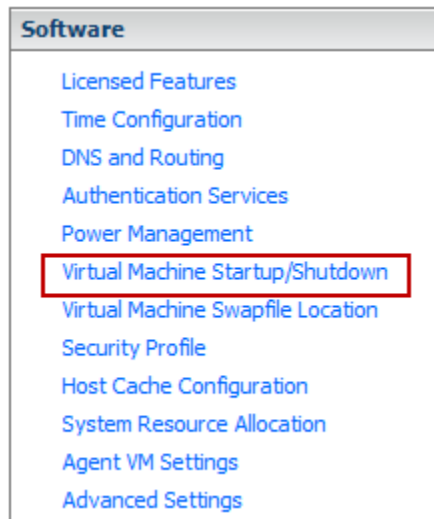 Software
Licensed Features
Time Configuration
DNS and Routing
Authentication Services
Power Management
Virtual Machine Startup/Shutdown
Virtual Machine Swapfile Location
Security Profile
Host Cache Configuration
System Resource Allocation
Agent VM Settings
Advanced Settings